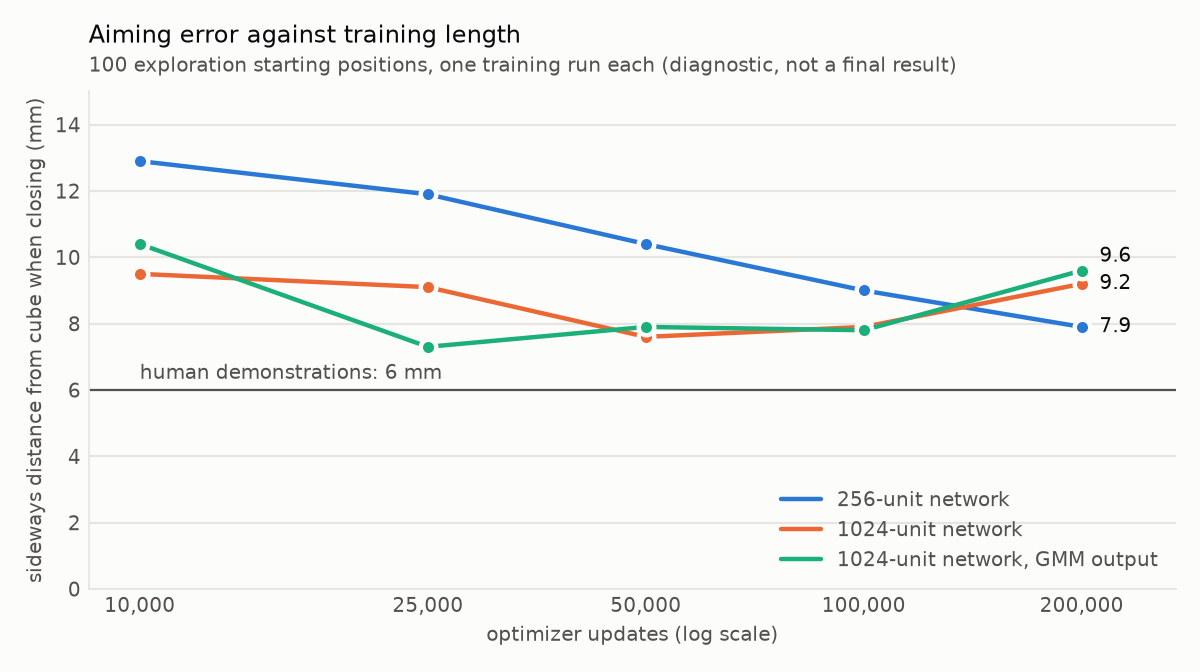 Aiming error against training length
100 exploration starting positions, one training run each (diagnostic, not a final result)
sideways distance from cube when closing (mm)
14
12
10
8
6
4
2
0
9.6
9.2
7.9
human demonstrations: 6 mm
256-unit network
1024-unit network
1024-unit network, GMM output
10,000
25,000
50,000
100,000
200,000
optimizer updates (log scale)